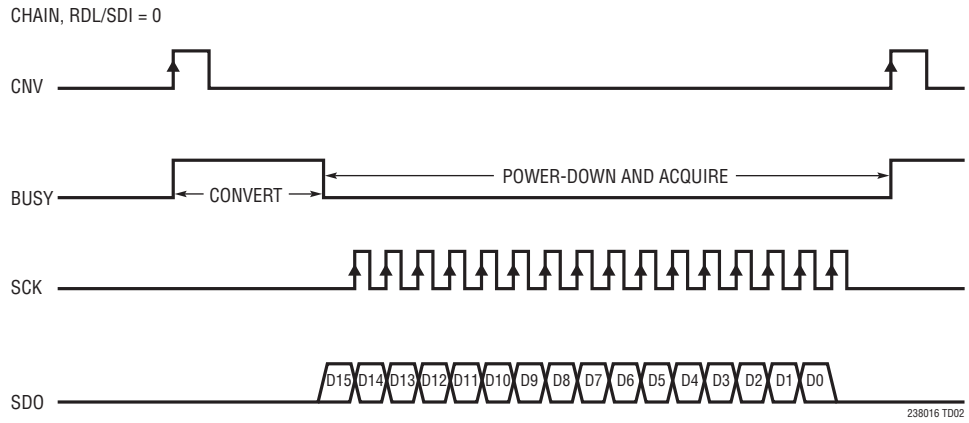 CHAIN, RDL/SDI = 0
CNV
BUSY
CONVERT
POWER-DOWN AND ACQUIRE
SCK
SDO
D15 D14 D13 D12 D11 D10 D9 D8 D7 D6 D5 D4 D3 D2 D1 D0
238016 TD02